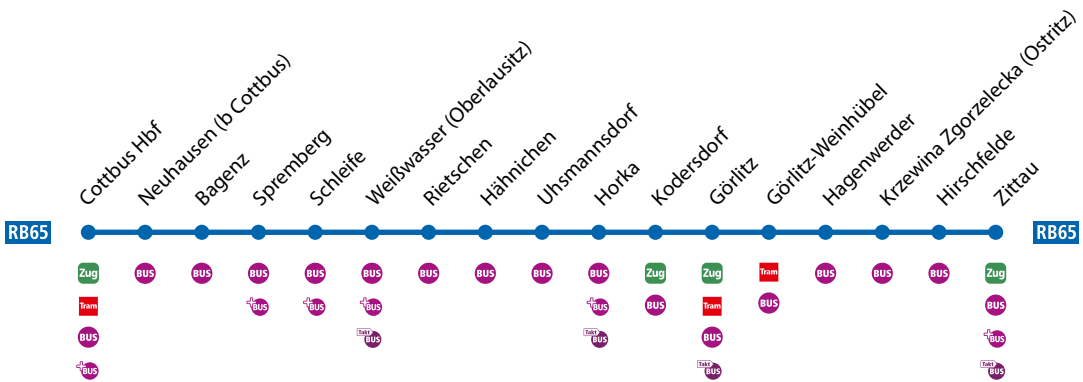 Cottbus Hbf
Neuhausen (b Cottbus)
Bagenz
Spremberg
Schleife
Weißwasser (Oberlausitz)
Rietschen
Hähnichen
Uhsmannsdorf
Horka
Kodersdorf
Görlitz
Görlitz-Weinhübel
Hagenwerder
Krzewina Zgorzelecka (Ostritz)
Hirschfelde
Zittau
RB65 RB65
Zug BUS BUS BUS BUS BUS BUS BUS BUS BUS Zug Zug Tram BUS BUS BUS Zug
Tram +BUS +BUS +BUS +BUS BUS Tram BUS BUS
BUS Takt BUS Takt BUS BUS +BUS
+BUS Takt BUS Takt BUS